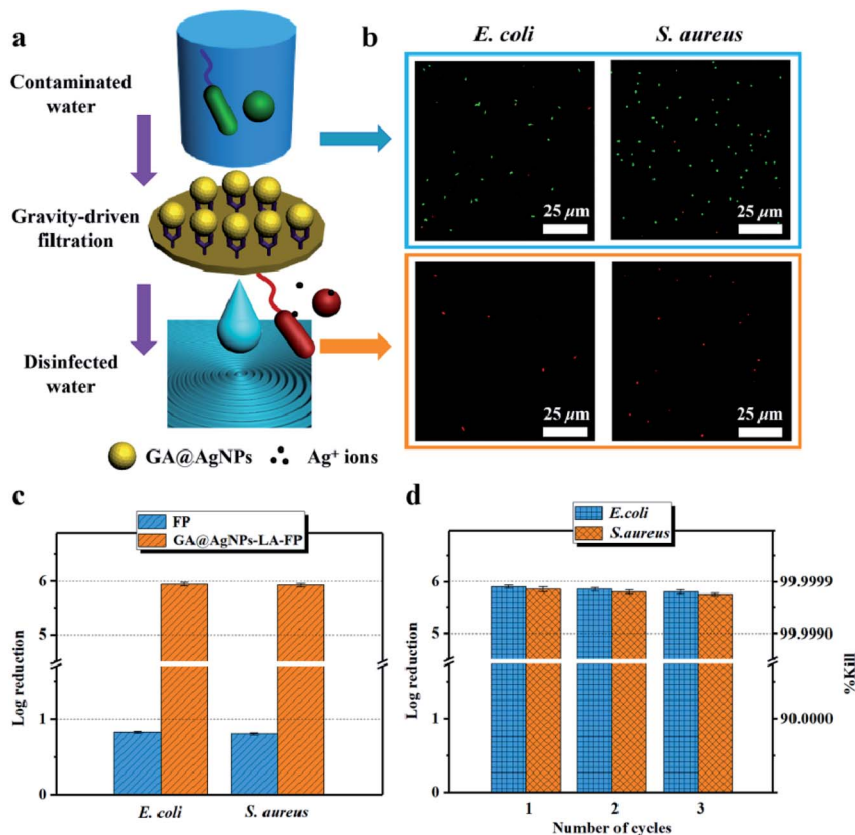 a
Contaminated
water
Gravity-driven
filtration
Disinfected
water
GA@AgNPs
Ag⁺ ions
b
E. coli
S. aureus
25 µm
25 µm
25 µm
25 µm
c
FP
GA@AgNPs-LA-FP
Log reduction
6
5
1
0
E. coli
S. aureus
d
E.coli
S.aureus
Log reduction
6
5
1
0
99.9999
99.9990
90.0000
%Kill
1
2
3
Number of cycles